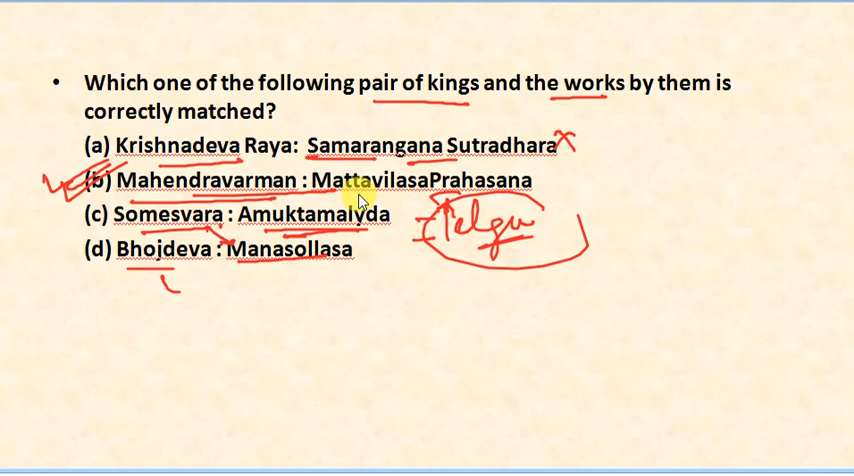 • Which one of the following pair of kings and the works by them is
correctly matched?
(a) Krishnadeva Raya: Samarangana Sutradhara
(b) Mahendravarman : MattavilasaPrahasana
(c) Somesvara : Amuktamalyda
Telgu
(d) Bhojdeva : Manasollasa